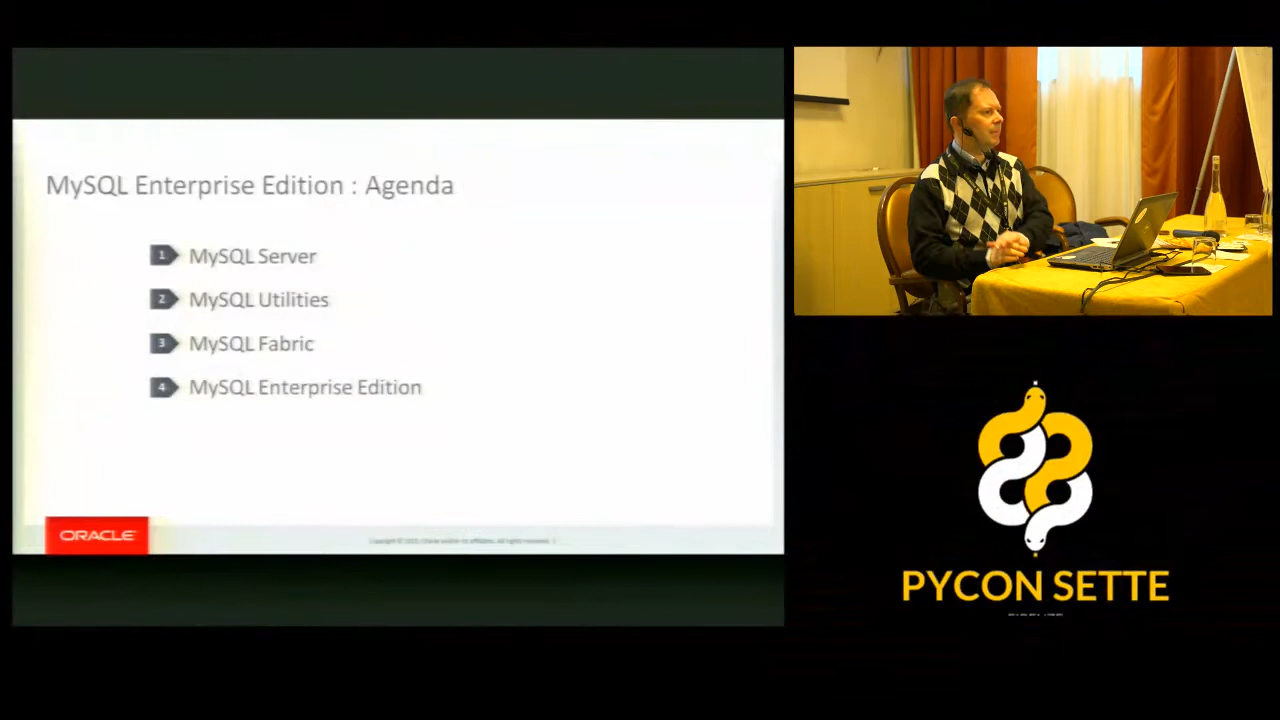 MySQL Enterprise Edition : Agenda
1 MySQL Server
2 MySQL Utilities
3 MySQL Fabric
4 MySQL Enterprise Edition
ORACLE
PYCON SETTE